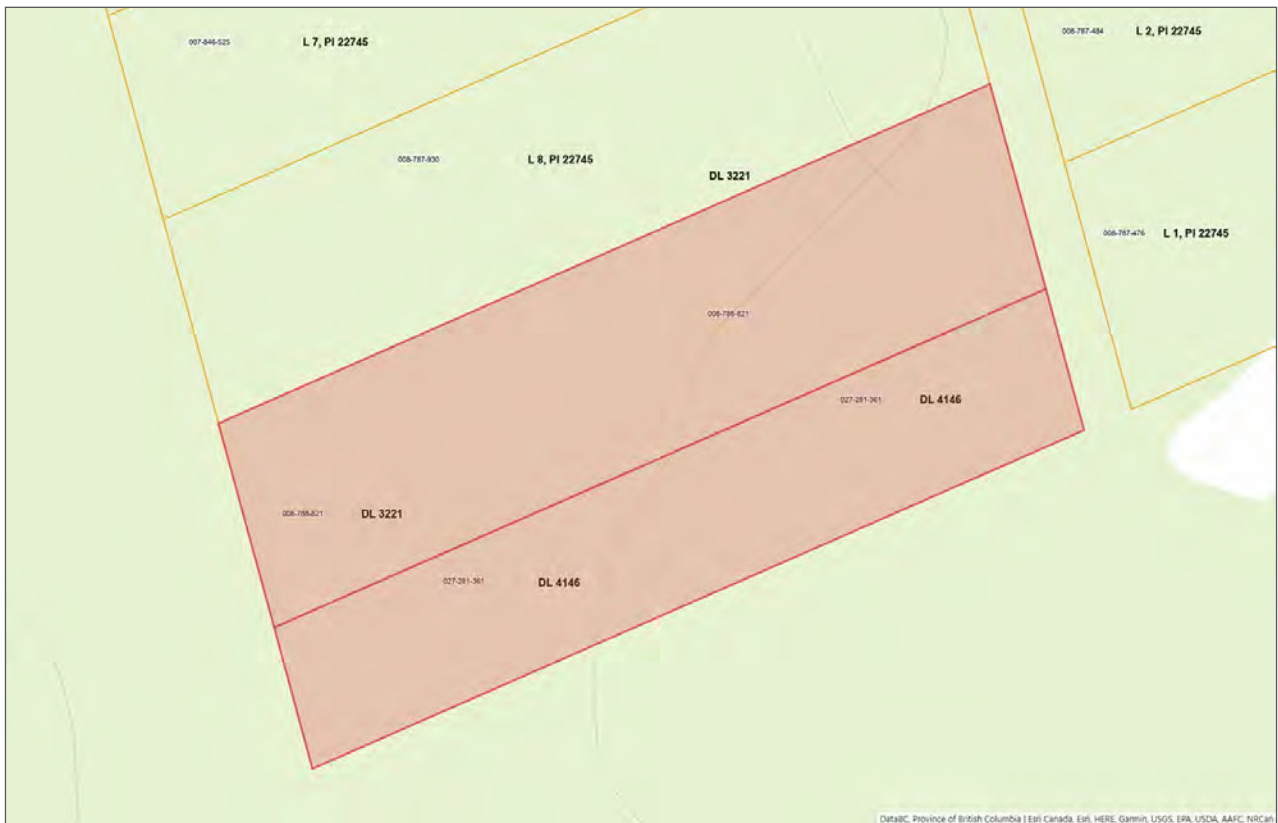 007-846-525
L 7, Pl 22745
008-787-484
L 2, Pl 22745
008-787-930
L 8, Pl 22745
DL 3221
008-787-476
L 1, Pl 22745
008-788-821
027-281-361
DL 4146
008-788-821
DL 3221
027-281-361
DL 4146
DataBC, Province of British Columbia | Esri Canada, Esri, HERE, Garmin, USGS, EPA, USDA, AAFC, NRCan